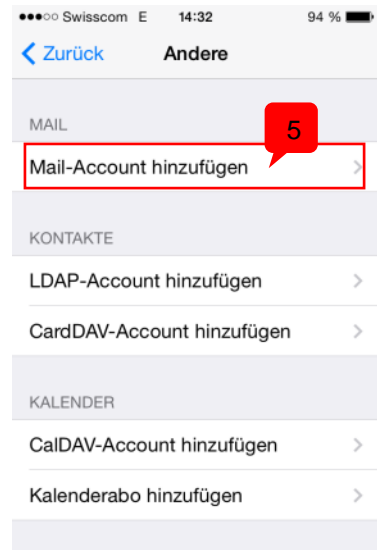 Swisscom E 14:32 94 %
Zurück Andere
MAIL
5
Mail-Account hinzufügen
KONTAKTE
LDAP-Account hinzufügen
CardDAV-Account hinzufügen
KALENDER
CalDAV-Account hinzufügen
Kalenderabo hinzufügen